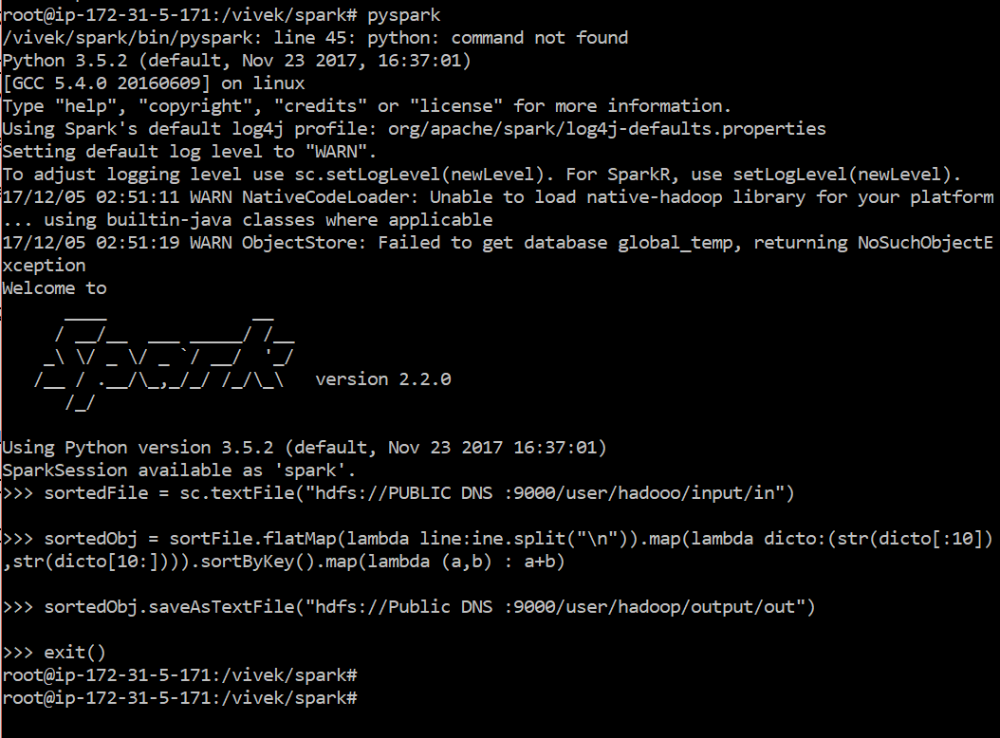 root@ip-172-31-5-171:/vivek/spark# pyspark
/vivek/spark/bin/pyspark: line 45: python: command not found
Python 3.5.2 (default, Nov 23 2017, 16:37:01)
[GCC 5.4.0 20160609] on linux
Type "help", "copyright", "credits" or "license" for more information.
Using Spark's default log4j profile: org/apache/spark/log4j-defaults.properties
Setting default log level to "WARN".
To adjust logging level use sc.setLogLevel(newLevel). For SparkR, use setLogLevel(newLevel).
17/12/05 02:51:11 WARN NativeCodeLoader: Unable to load native-hadoop library for your platform
... using builtin-java classes where applicable
17/12/05 02:51:19 WARN ObjectStore: Failed to get database global_temp, returning NoSuchObjectE
xception
Welcome to
      ____              __
     / __/__  ___ _____/ /__
    _\ \/ _ \/ _ `/ __/  '_/
   /__ / .__/\_,_/_/ /_/\_\   version 2.2.0
      /_/
Using Python version 3.5.2 (default, Nov 23 2017 16:37:01)
SparkSession available as 'spark'.
>>> sortedFile = sc.textFile("hdfs://PUBLIC DNS :9000/user/hadooo/input/in")
>>> sortedObj = sortFile.flatMap(lambda line:ine.split("\n")).map(lambda dicto:(str(dicto[:10])
,str(dicto[10:]))).sortByKey().map(lambda (a,b) : a+b)
>>> sortedObj.saveAsTextFile("hdfs://Public DNS :9000/user/hadoop/output/out")
>>> exit()
root@ip-172-31-5-171:/vivek/spark#
root@ip-172-31-5-171:/vivek/spark#